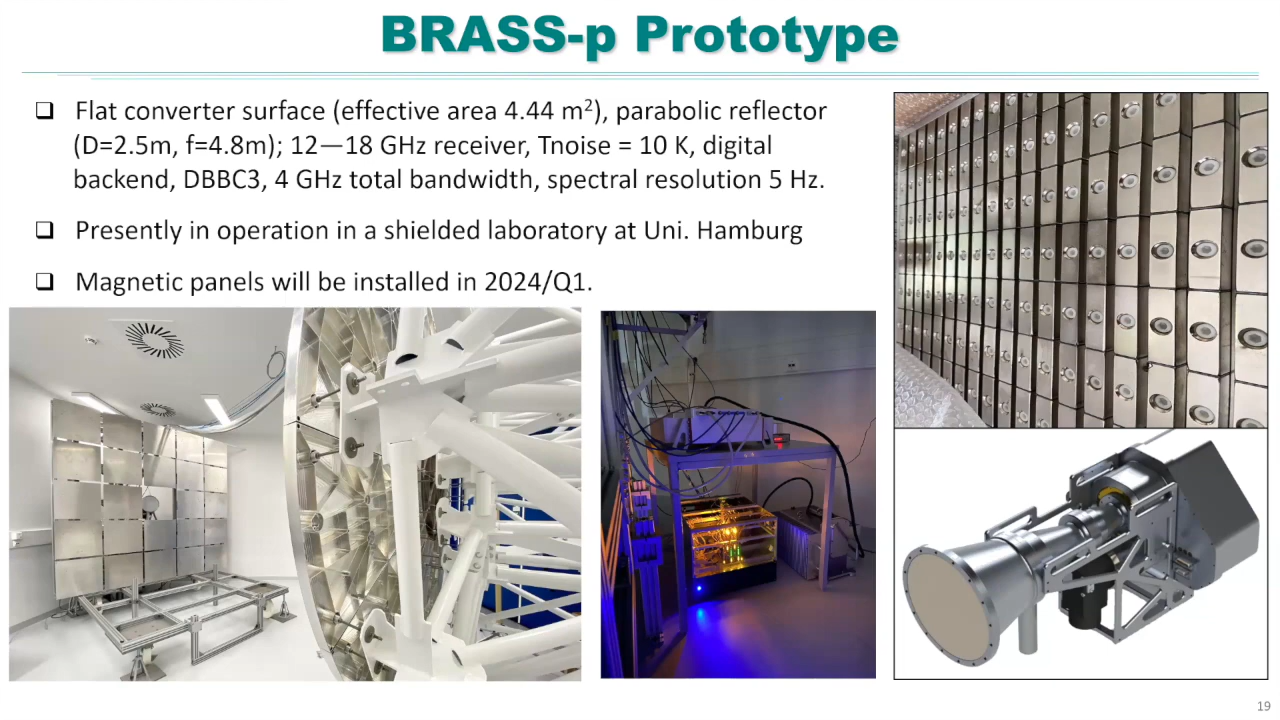 BRASS-p Prototype
❑ Flat converter surface (effective area 4.44 m²), parabolic reflector
(D=2.5m, f=4.8m); 12—18 GHz receiver, Tnoise = 10 K, digital
backend, DBBC3, 4 GHz total bandwidth, spectral resolution 5 Hz.
❑ Presently in operation in a shielded laboratory at Uni. Hamburg
❑ Magnetic panels will be installed in 2024/Q1.
19